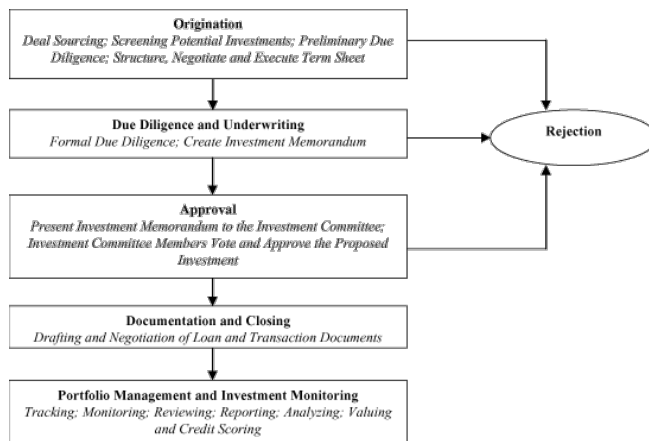 Origination
Deal Sourcing; Screening Potential Investments; Preliminary Due
Diligence; Structure, Negotiate and Execute Term Sheet
Due Diligence and Underwriting
Formal Due Diligence; Create Investment Memorandum
Rejection
Approval
Present Investment Memorandum to the Investment Committee;
Investment Committee Members Vote and Approve the Proposed
Investment
Documentation and Closing
Drafting and Negotiation of Loan and Transaction Documents
Portfolio Management and Investment Monitoring
Tracking; Monitoring; Reviewing; Reporting; Analyzing; Valuing
and Credit Scoring